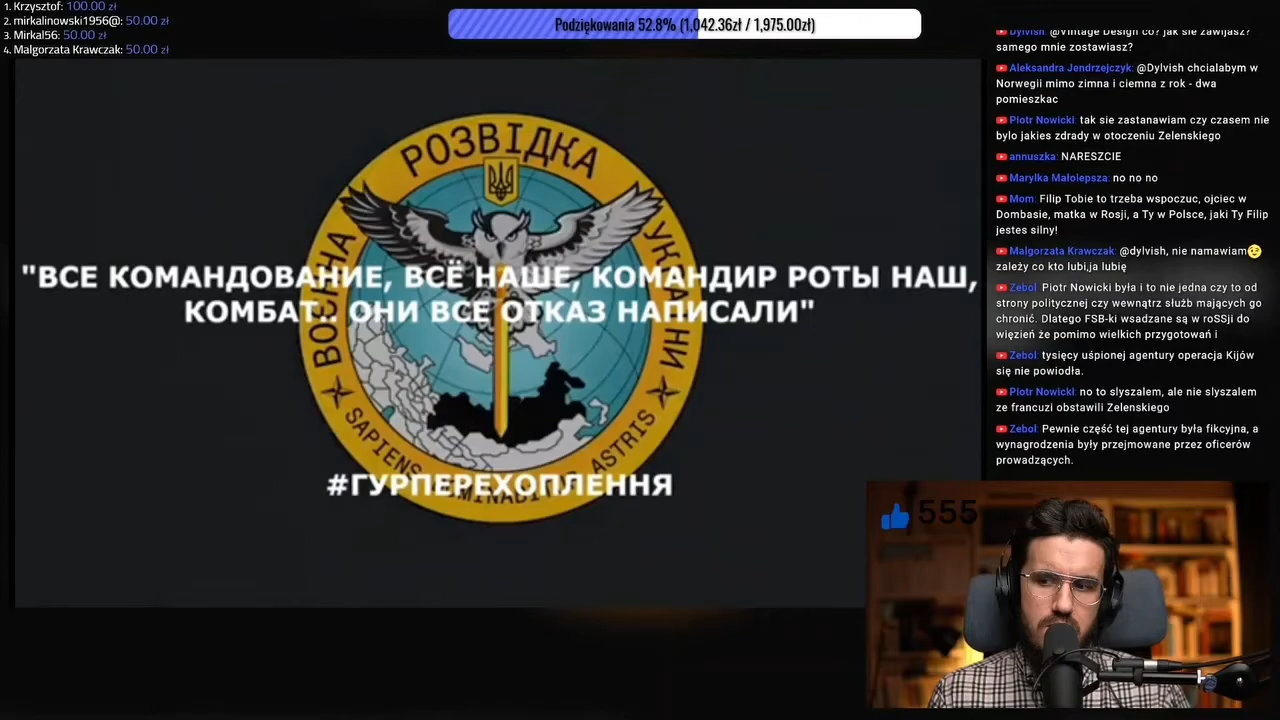 1. Krzysztof: 100.00 zł
2. mirkalinowski1956@: 50.00 zł
3. Mirkal56: 50.00 zł
4. Malgorzata Krawczak: 50.00 zł
Podziękowania 52.8% (1,042.36zł / 1,975.00zł)
РОЗВІДКА
ВОЄННА
УКРАЇНИ
SAPIENS DOMINABITUR ASTRIS
"ВСЕ КОМАНДОВАНИЕ, ВСЁ НАШЕ, КОМАНДИР РОТЫ НАШ,
КОМБАТ.. ОНИ ВСЕ ОТКАЗ НАПИСАЛИ"
#ГУРПЕРЕХОПЛЕННЯ
Dylvish: @Vintage Design co? jak sie zawijasz?
samego mnie zostawiasz?
Aleksandra Jendrzejczyk: @Dylvish chcialabym w
Norwegii mimo zimna i ciemna z rok - dwa
pomieszkac
Piotr Nowicki: tak sie zastanawiam czy czasem nie
bylo jakies zdrady w otoczeniu Zelenskiego
annuszka: NARESZCIE
Marylka Małolepsza: no no no
Mom: Filip Tobie to trzeba wspoczuc, ojciec w
Dombasie, matka w Rosji, a Ty w Polsce, jaki Ty Filip
jestes silny!
Malgorzata Krawczak: @dylvish, nie namawiam😉
zależy co kto lubi,ja lubię
Zebol: Piotr Nowicki była i to nie jedna czy to od
strony politycznej czy wewnątrz służb mających go
chronić. Dlatego FSB-ki wsadzane są w roSSji do
więzień że pomimo wielkich przygotowań i
Zebol: tysięcy uśpionej agentury operacja Kijów
się nie powiodła.
Piotr Nowicki: no to slyszalem, ale nie slyszalem
ze francuzi obstawili Zelenskiego
Zebol: Pewnie część tej agentury była fikcyjna, a
wynagrodzenia były przejmowane przez oficerów
prowadzących.
555